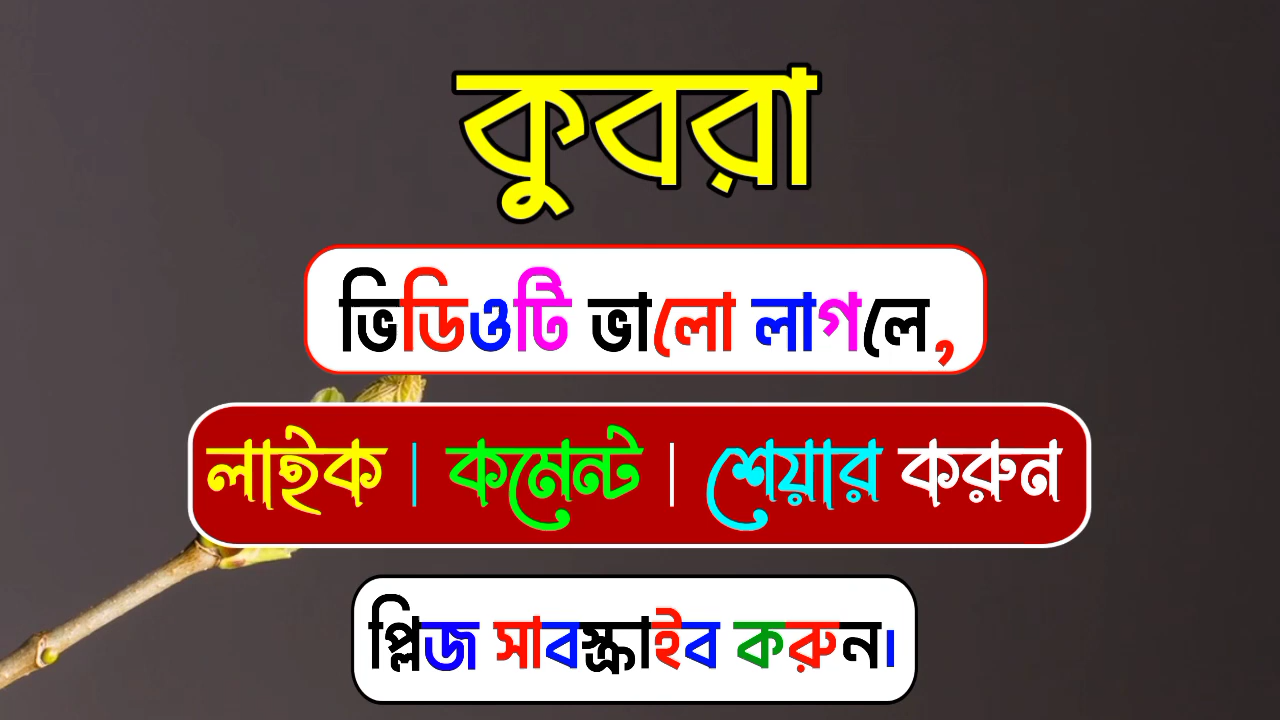 কুবরা
ভিডিওটি ভালো লাগলে,
লাইক | কমেন্ট | শেয়ার করুন
প্লিজ সাবস্ক্রাইব করুন।